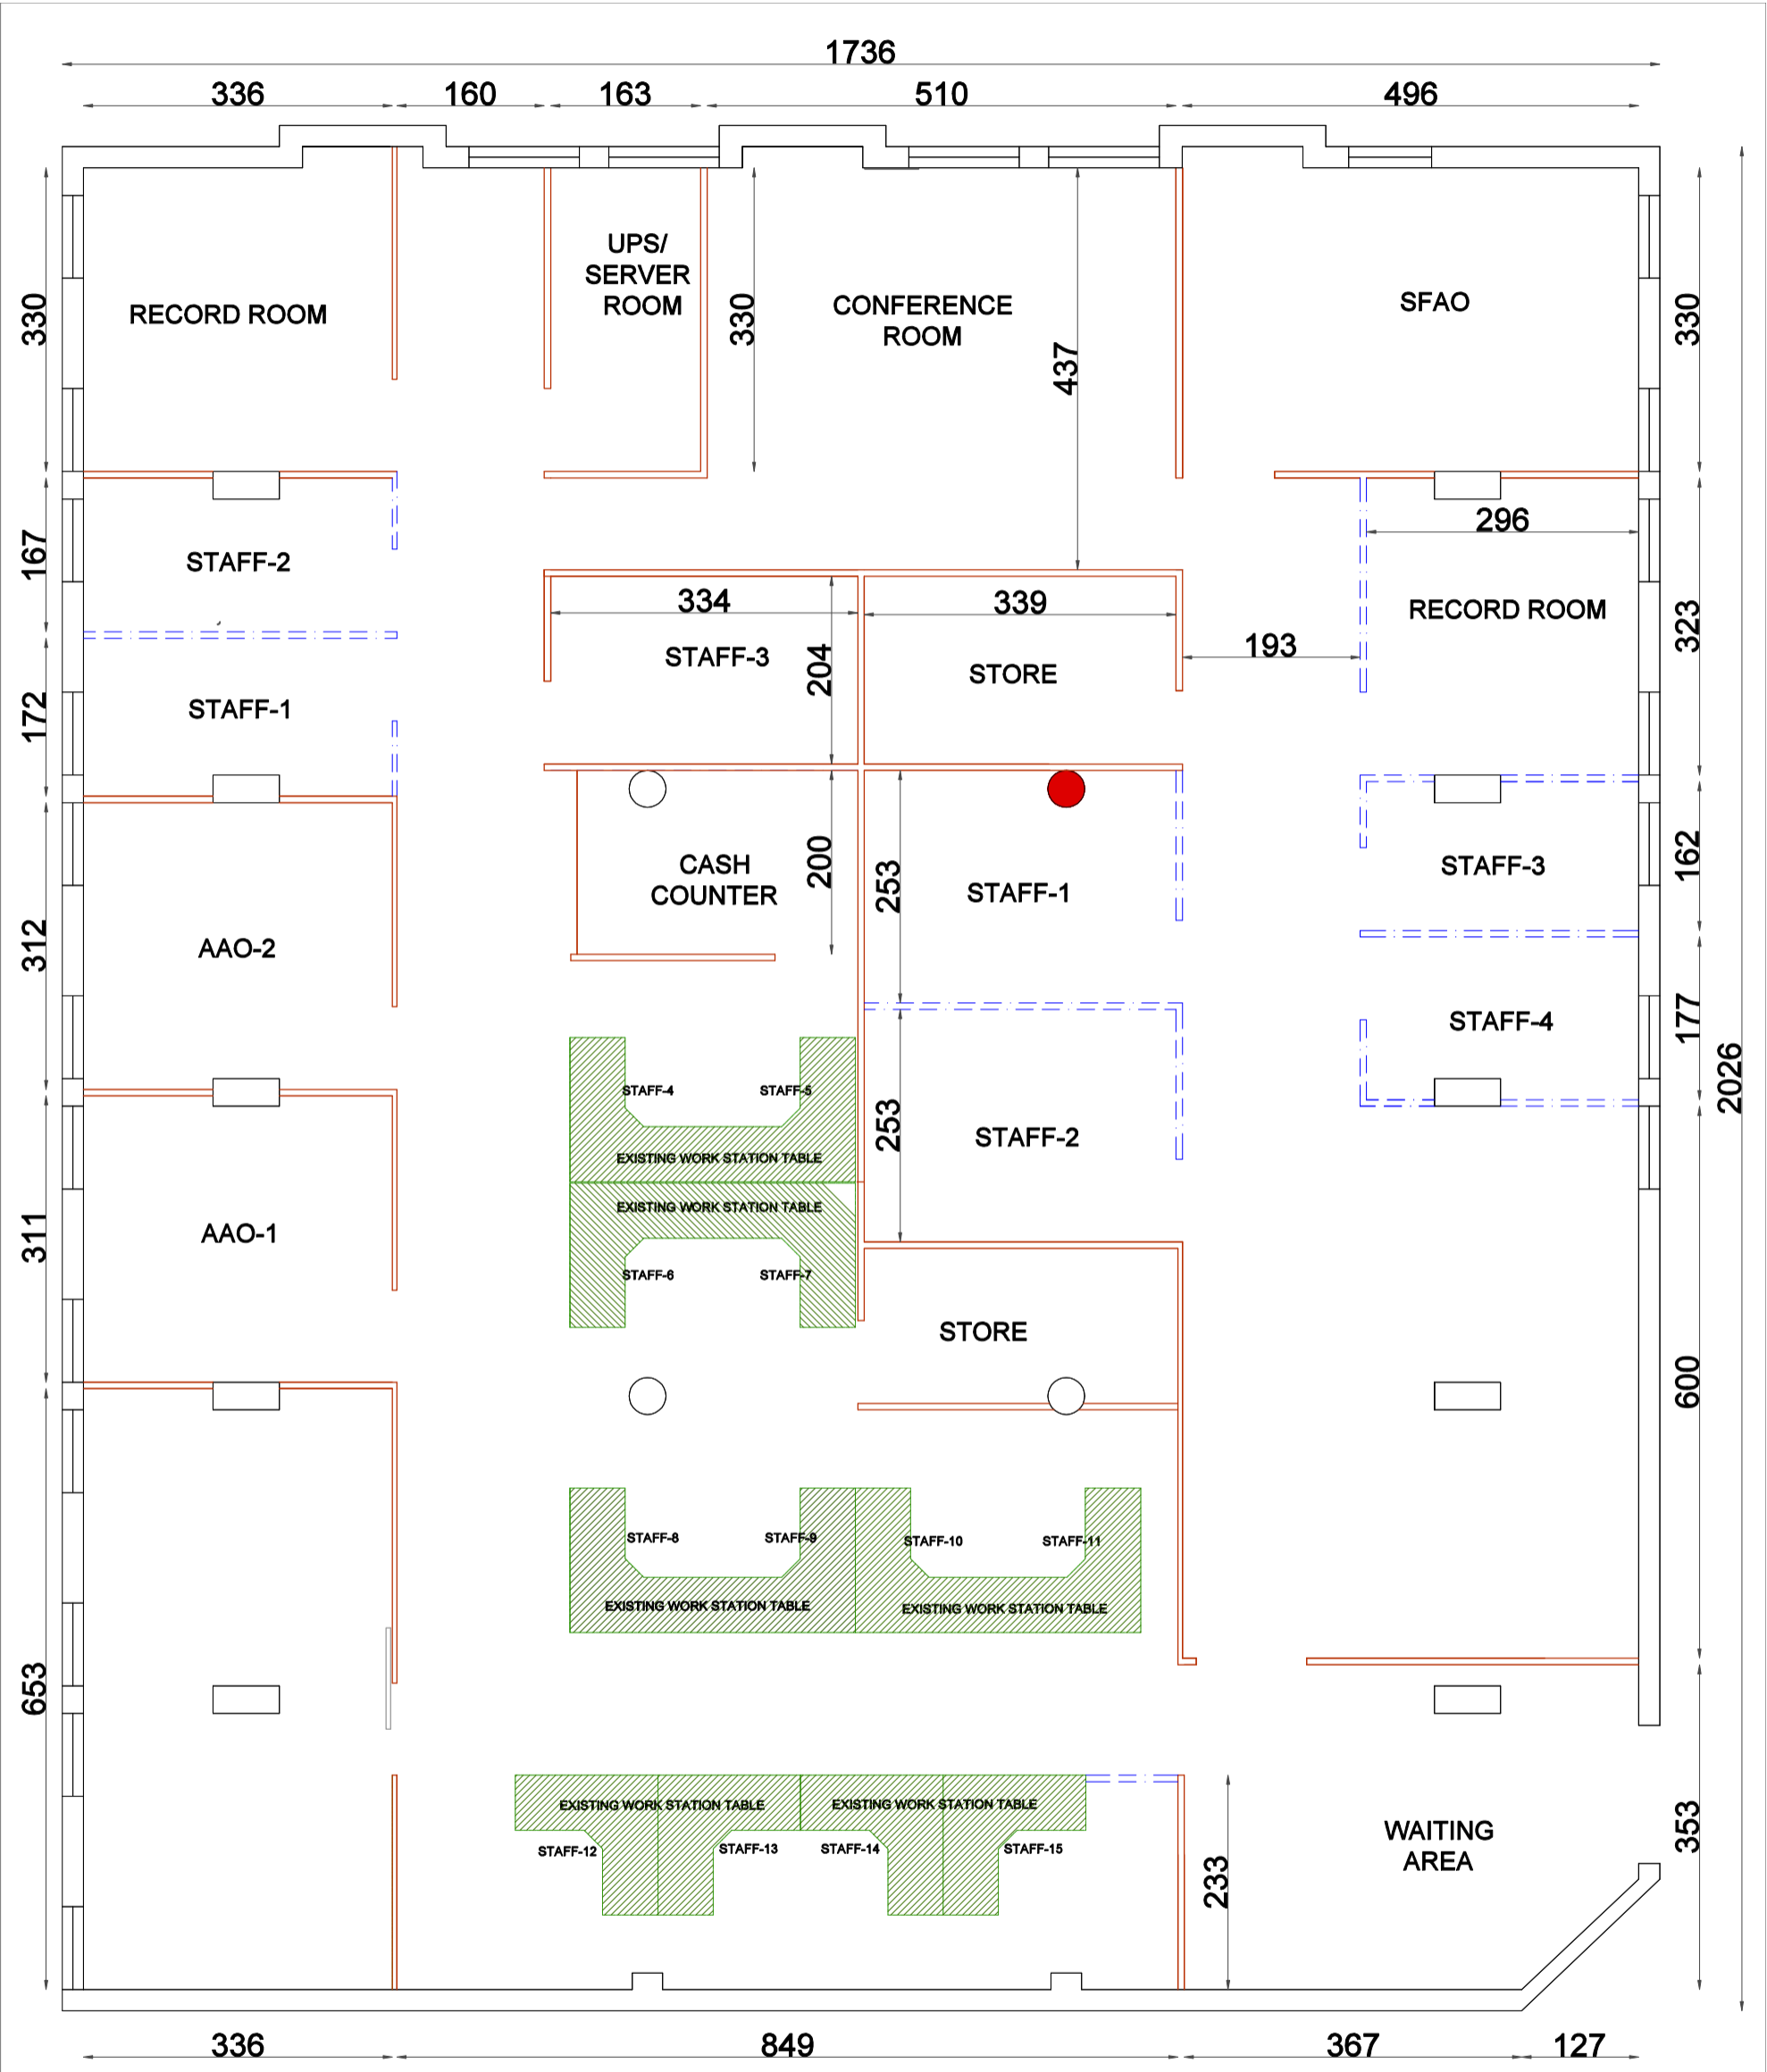 1736
336
160
163
510
496
UPS/
SERVER
ROOM
RECORD ROOM
330
330
CONFERENCE
ROOM
437
SFAO
330
296
STAFF-2
167
334
339
RECORD ROOM
323
STAFF-3
204
STORE
193
STAFF-1
172
CASH
COUNTER
200
253
STAFF-1
STAFF-3
162
AAO-2
312
STAFF-4
177
2026
STAFF-4
STAFF-5
EXISTING WORK STATION TABLE
253
STAFF-2
EXISTING WORK STATION TABLE
AAO-1
311
STAFF-6
STAFF-7
STORE
600
STAFF-8
STAFF-9
STAFF-10
STAFF-11
EXISTING WORK STATION TABLE
EXISTING WORK STATION TABLE
653
EXISTING WORK STATION TABLE
EXISTING WORK STATION TABLE
STAFF-12
STAFF-13
STAFF-14
STAFF-15
233
WAITING
AREA
353
336
849
367
127